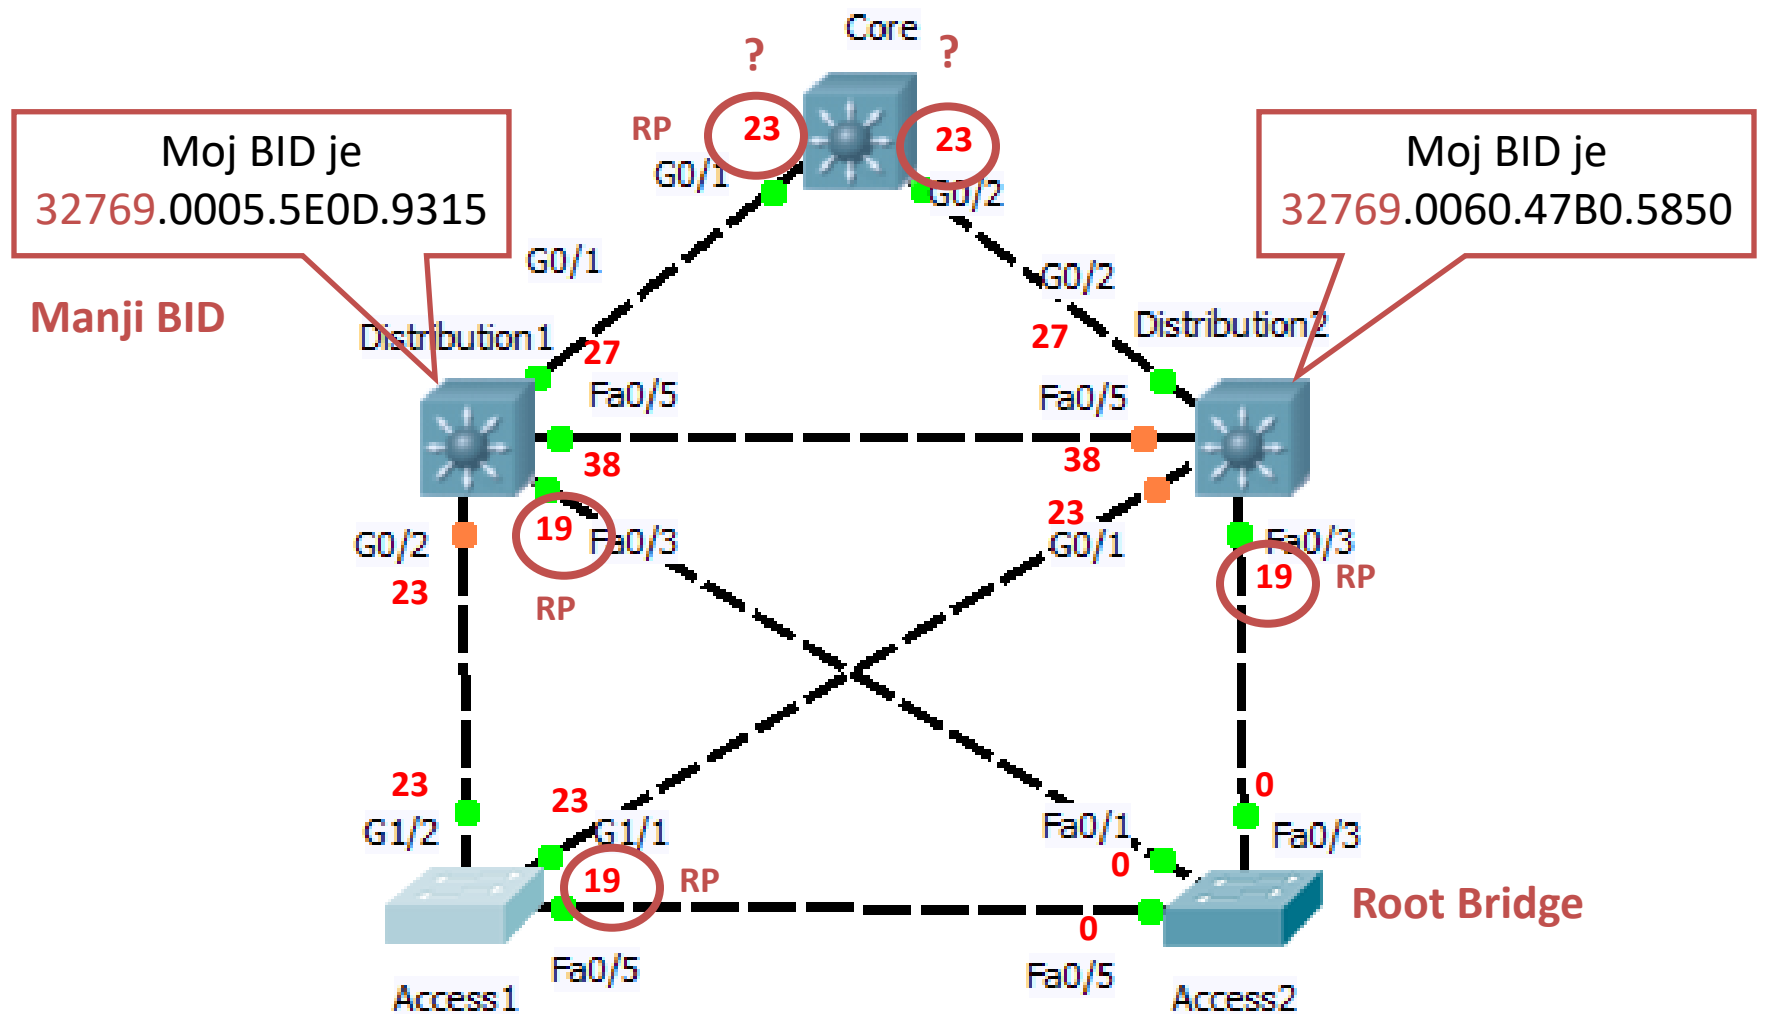 Core
?
?
Moj BID je
32769.0005.5E0D.9315
RP
23
23
Moj BID je
32769.0060.47B0.5850
G0/1
G0/2
G0/1
G0/2
Manji BID
Distribution1
27
27
Distribution2
Fa0/5
Fa0/5
38
38
G0/2
19
Fa0/3
23
G0/1
Fa0/3
23
RP
19
RP
23
23
0
G1/2
G1/1
Fa0/1
Fa0/3
19
RP
0
Root Bridge
0
Fa0/5
Fa0/5
Access1
Access2